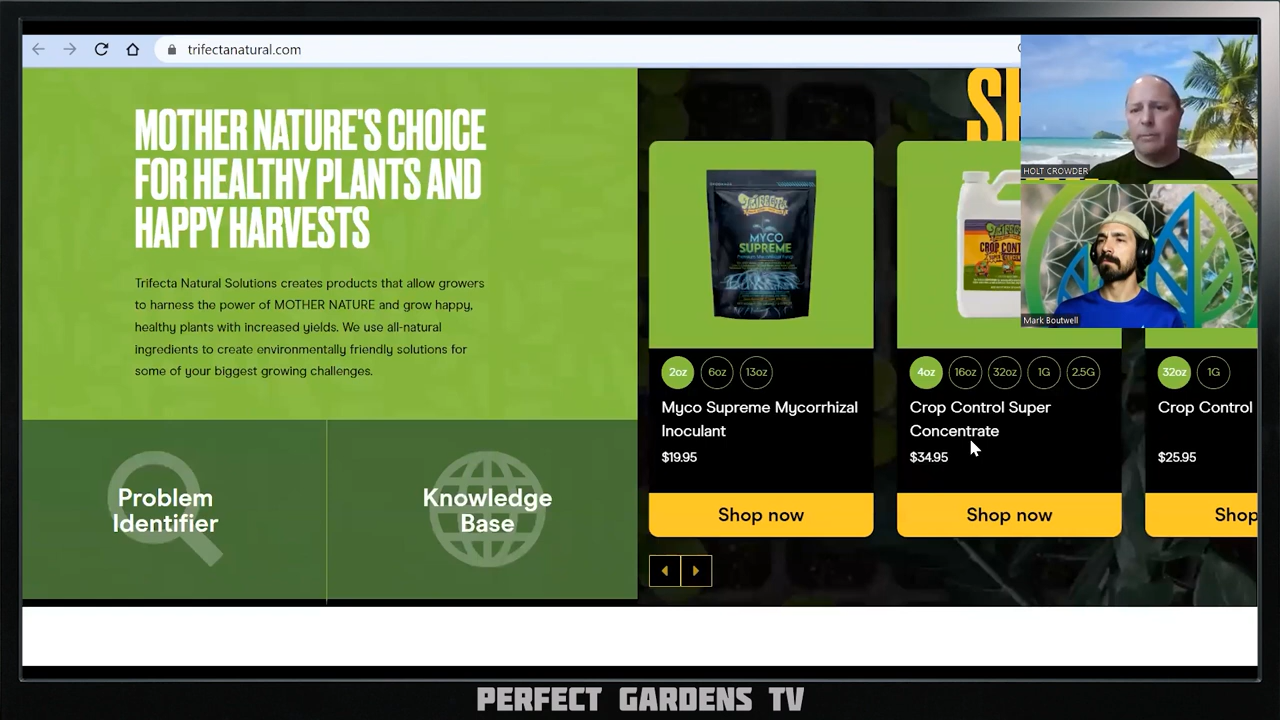 trifectanatural.com
MOTHER NATURE'S CHOICE
FOR HEALTHY PLANTS AND
HAPPY HARVESTS
Trifecta Natural Solutions creates products that allow growers
to harness the power of MOTHER NATURE and grow happy,
healthy plants with increased yields. We use all-natural
ingredients to create environmentally friendly solutions for
some of your biggest growing challenges.
Problem
Identifier
Knowledge
Base
SH
TRIFECTA
MYCO
SUPREME
2oz 6oz 13oz
Myco Supreme Mycorrhizal
Inoculant
$19.95
Shop now
4oz 16oz 32oz 1G 2.5G
Crop Control Super
Concentrate
$34.95
Shop now
32oz 1G
Crop Control
$25.95
Shop
HOLT CROWDER
Mark Boutwell
PERFECT GARDENS TV